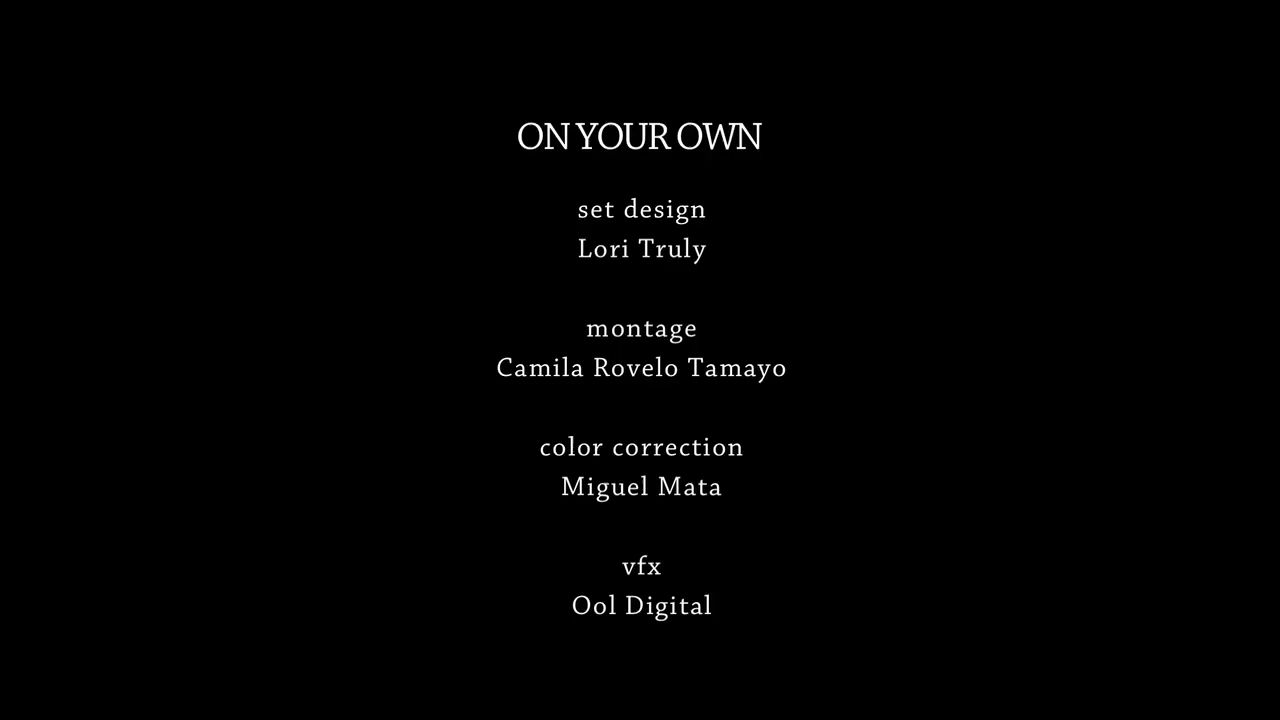 ON YOUR OWN
set design
Lori Truly
montage
Camila Rovelo Tamayo
color correction
Miguel Mata
vfx
Ool Digital